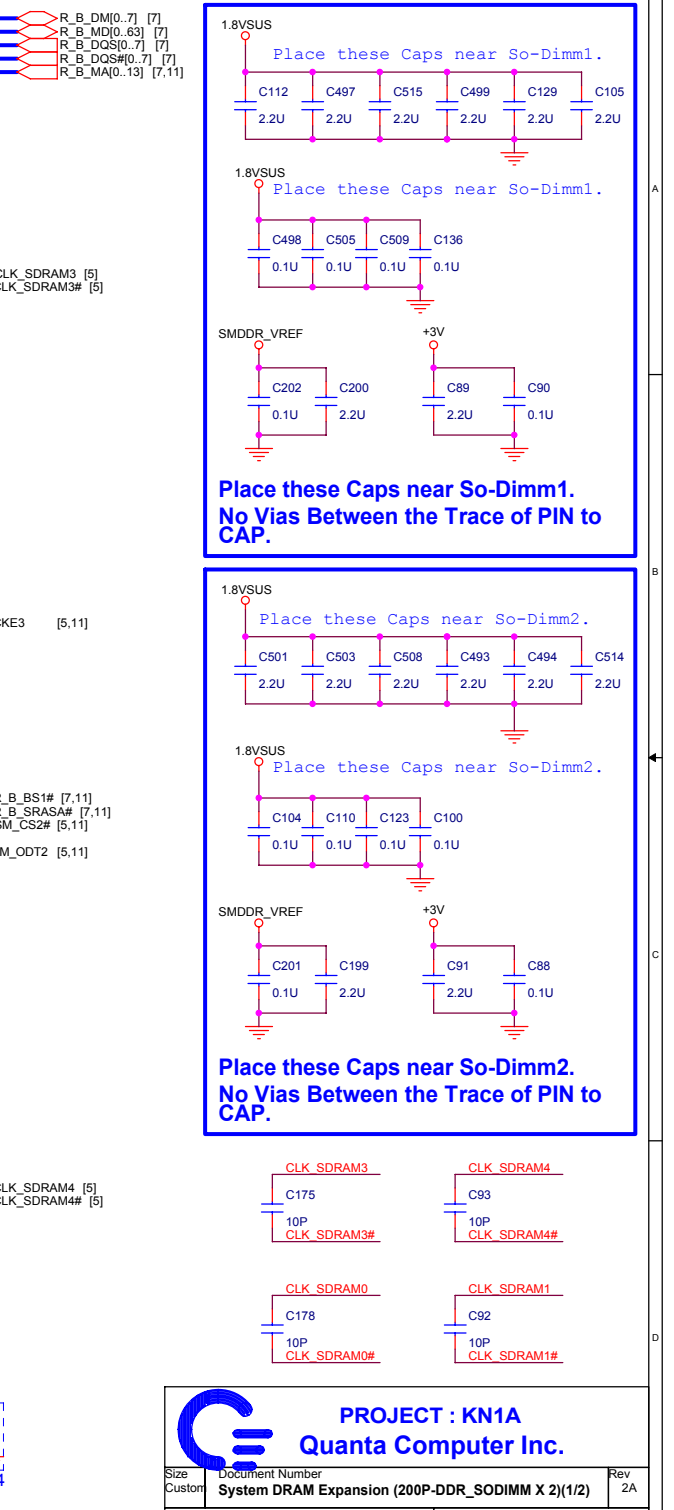 R_B_DM[0..7] [7]
R_B_MD[0..63] [7]
R_B_DQS[0..7] [7]
R_B_DQS#[0..7] [7]
R_B_MA[0..13] [7,11]
CLK_SDRAM3 [5]
CLK_SDRAM3# [5]
CKE3 [5,11]
R_B_BS1# [7,11]
R_B_SRASA# [7,11]
SM_CS2# [5,11]
M_ODT2 [5,11]
CLK_SDRAM4 [5]
CLK_SDRAM4# [5]
4
1.8VSUS
Place these Caps near So-Dimm1.
C112 C497 C515 C499 C129 C105
2.2U 2.2U 2.2U 2.2U 2.2U 2.2U
1.8VSUS
Place these Caps near So-Dimm1.
C498 C505 C509 C136
0.1U 0.1U 0.1U 0.1U
SMDDR_VREF +3V
C202 C200 C89 C90
0.1U 2.2U 2.2U 0.1U
Place these Caps near So-Dimm1.
No Vias Between the Trace of PIN to
CAP.
1.8VSUS
Place these Caps near So-Dimm2.
C501 C503 C508 C493 C494 C514
2.2U 2.2U 2.2U 2.2U 2.2U 2.2U
1.8VSUS
Place these Caps near So-Dimm2.
C104 C110 C123 C100
0.1U 0.1U 0.1U 0.1U
SMDDR_VREF +3V
C201 C199 C91 C88
0.1U 2.2U 2.2U 0.1U
Place these Caps near So-Dimm2.
No Vias Between the Trace of PIN to
CAP.
CLK_SDRAM3 CLK_SDRAM4
C175 C93
10P 10P
CLK_SDRAM3# CLK_SDRAM4#
CLK_SDRAM0 CLK_SDRAM1
C178 C92
10P 10P
CLK_SDRAM0# CLK_SDRAM1#
A
B
C
D
PROJECT : KN1A
Quanta Computer Inc.
Size Document Number Rev
Custom System DRAM Expansion (200P-DDR_SODIMM X 2)(1/2) 2A